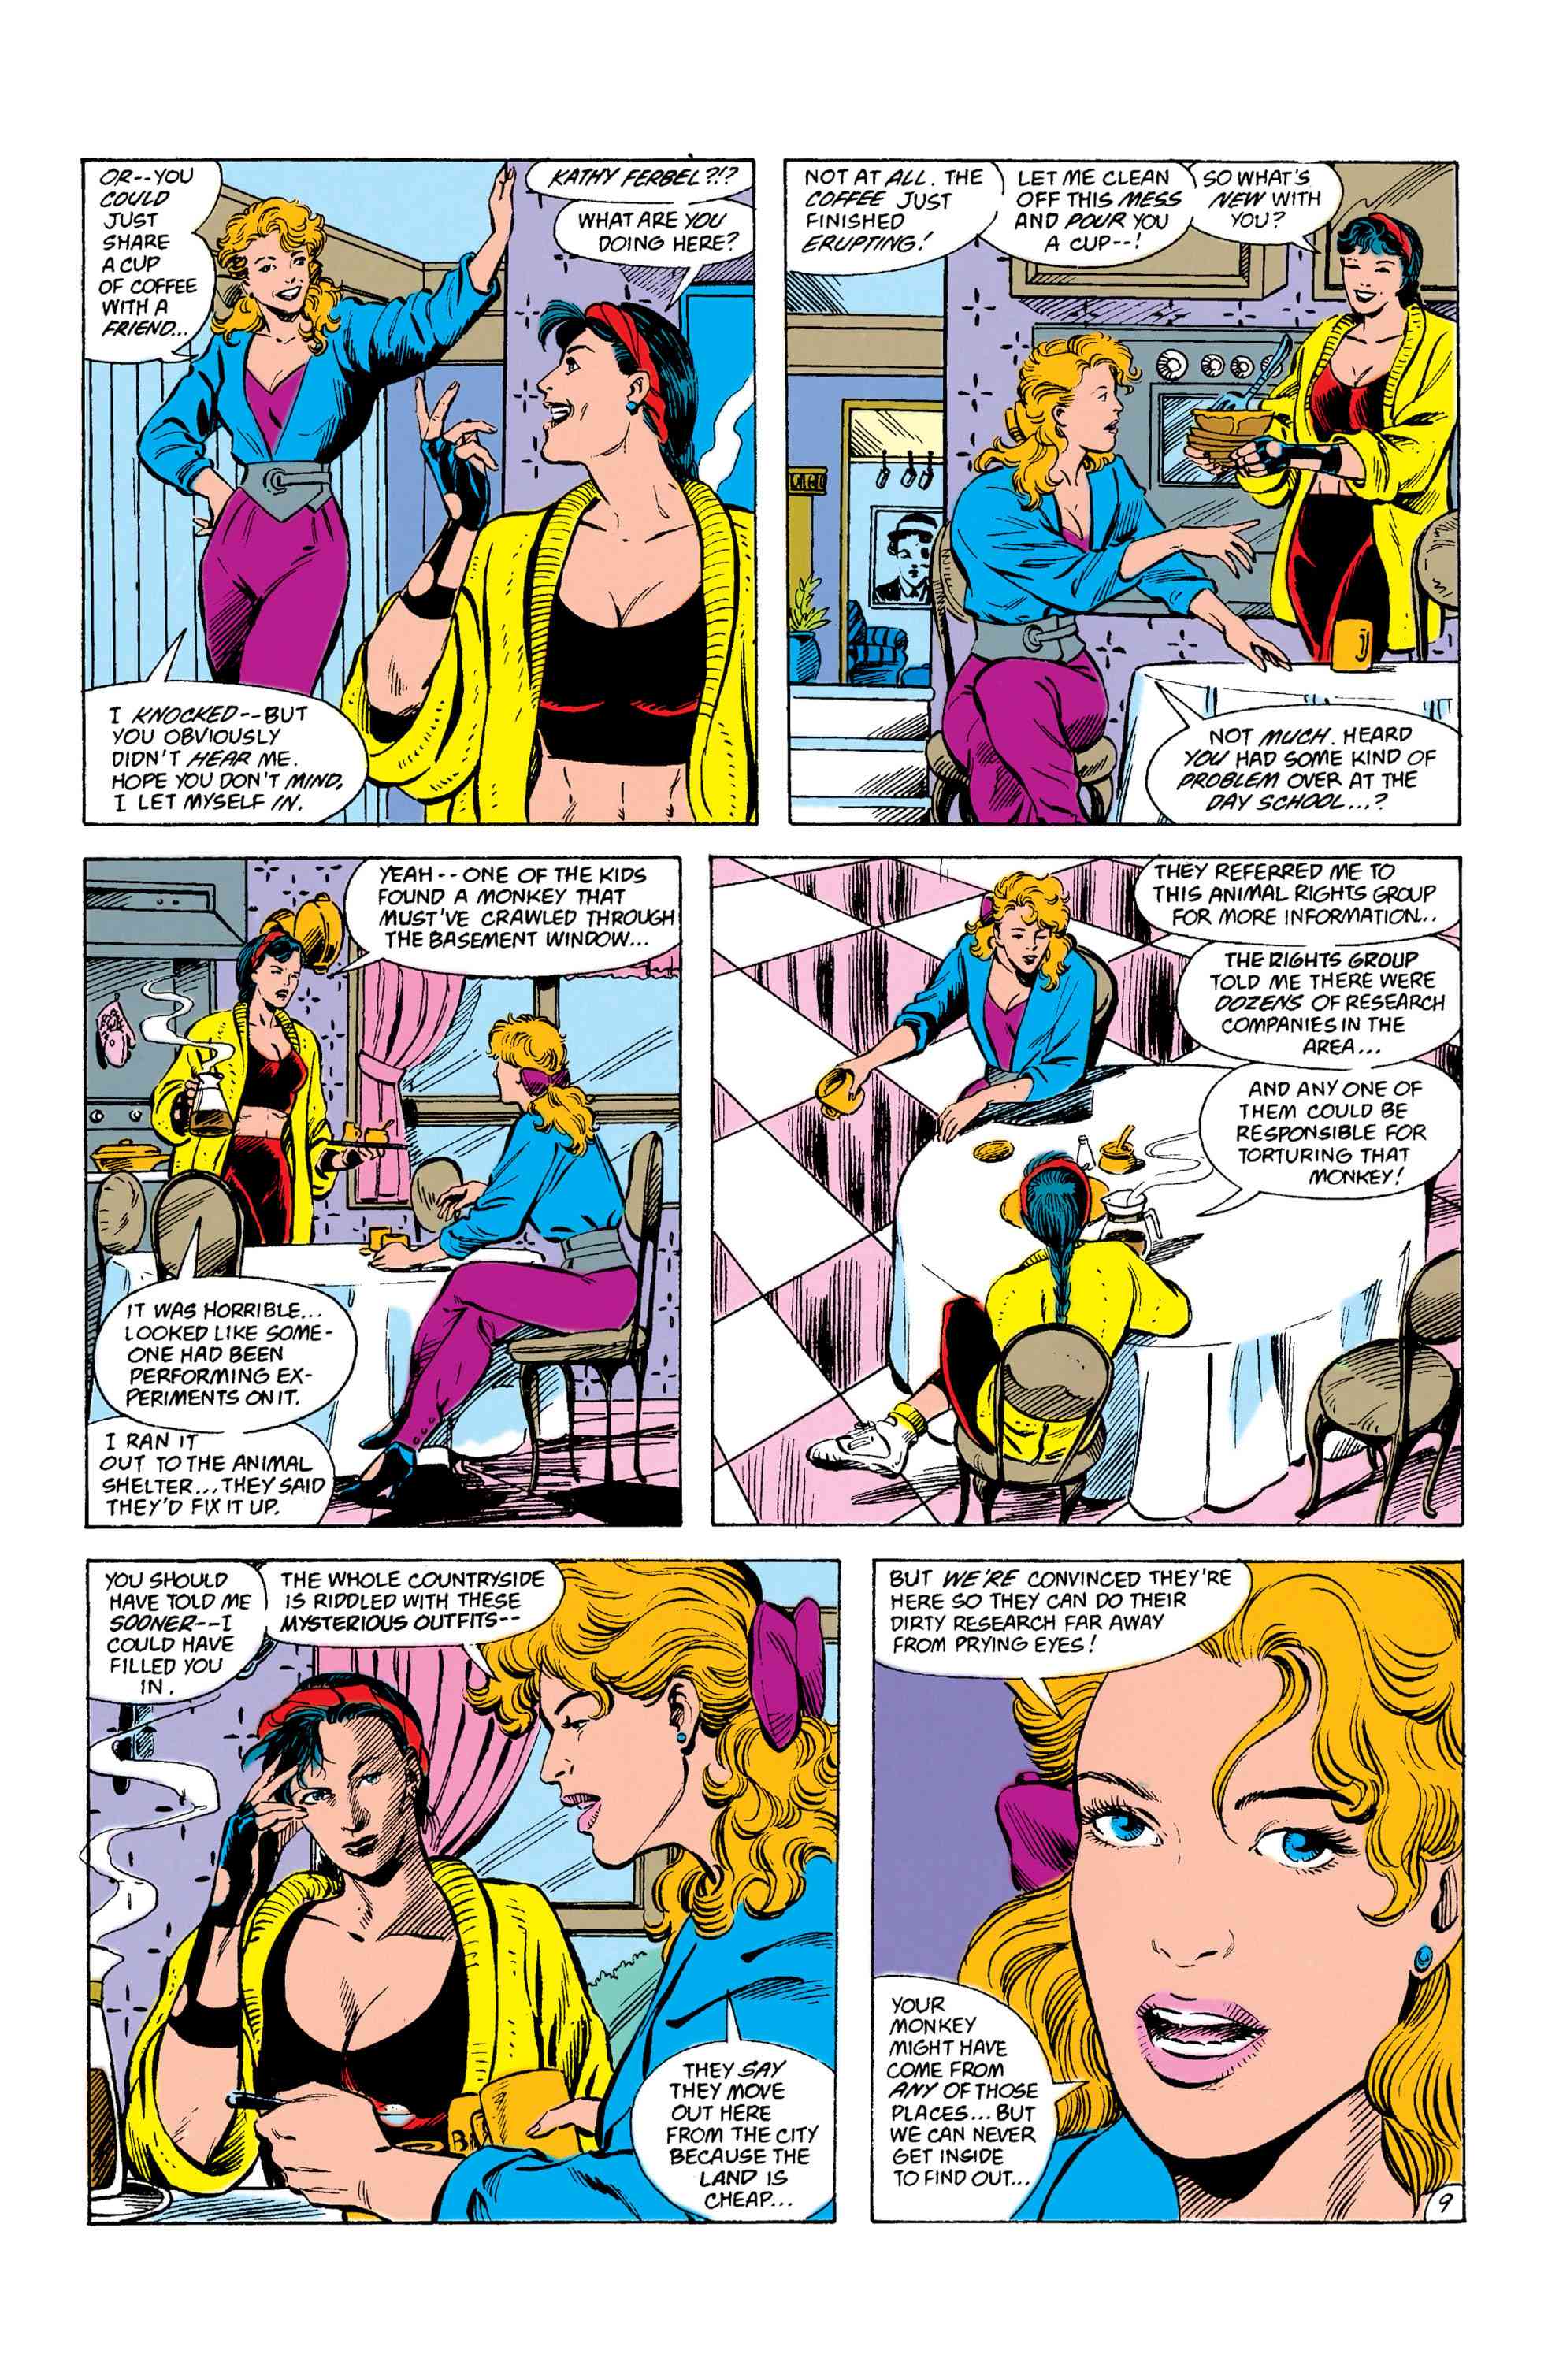 OR--YOU
COULD
JUST
SHARE
A CUP
OF COFFEE
WITH A
FRIEND...
KATHY FERBEL?!?
WHAT ARE YOU
DOING HERE?
I KNOCKED--BUT
YOU OBVIOUSLY
DIDN'T HEAR ME.
HOPE YOU DON'T MIND,
I LET MYSELF IN.
NOT AT ALL. THE
COFFEE JUST
FINISHED
ERUPTING!
LET ME CLEAN
OFF THIS MESS
AND POUR YOU
A CUP--!
SO WHAT'S
NEW WITH
YOU?
NOT MUCH. HEARD
YOU HAD SOME KIND OF
PROBLEM OVER AT THE
DAY SCHOOL...?
YEAH--ONE OF THE KIDS
FOUND A MONKEY THAT
MUST'VE CRAWLED THROUGH
THE BASEMENT WINDOW...
IT WAS HORRIBLE...
LOOKED LIKE SOME-
ONE HAD BEEN
PERFORMING EX-
PERIMENTS ON IT.
I RAN IT
OUT TO THE ANIMAL
SHELTER...THEY SAID
THEY'D FIX IT UP.
THEY REFERRED ME TO
THIS ANIMAL RIGHTS GROUP
FOR MORE INFORMATION..
THE RIGHTS GROUP
TOLD ME THERE WERE
DOZENS OF RESEARCH
COMPANIES IN THE
AREA...
AND ANY ONE OF
THEM COULD BE
RESPONSIBLE FOR
TORTURING THAT
MONKEY!
YOU SHOULD
HAVE TOLD ME
SOONER--I
COULD HAVE
FILLED YOU
IN.
THE WHOLE COUNTRYSIDE
IS RIDDLED WITH THESE
MYSTERIOUS OUTFITS--
THEY SAY
THEY MOVE
OUT HERE
FROM THE CITY
BECAUSE THE
LAND IS
CHEAP...
BUT WE'RE CONVINCED THEY'RE
HERE SO THEY CAN DO THEIR
DIRTY RESEARCH FAR AWAY
FROM PRYING EYES!
YOUR
MONKEY
MIGHT HAVE
COME FROM
ANY OF THOSE
PLACES...BUT
WE CAN NEVER
GET INSIDE
TO FIND OUT...
9